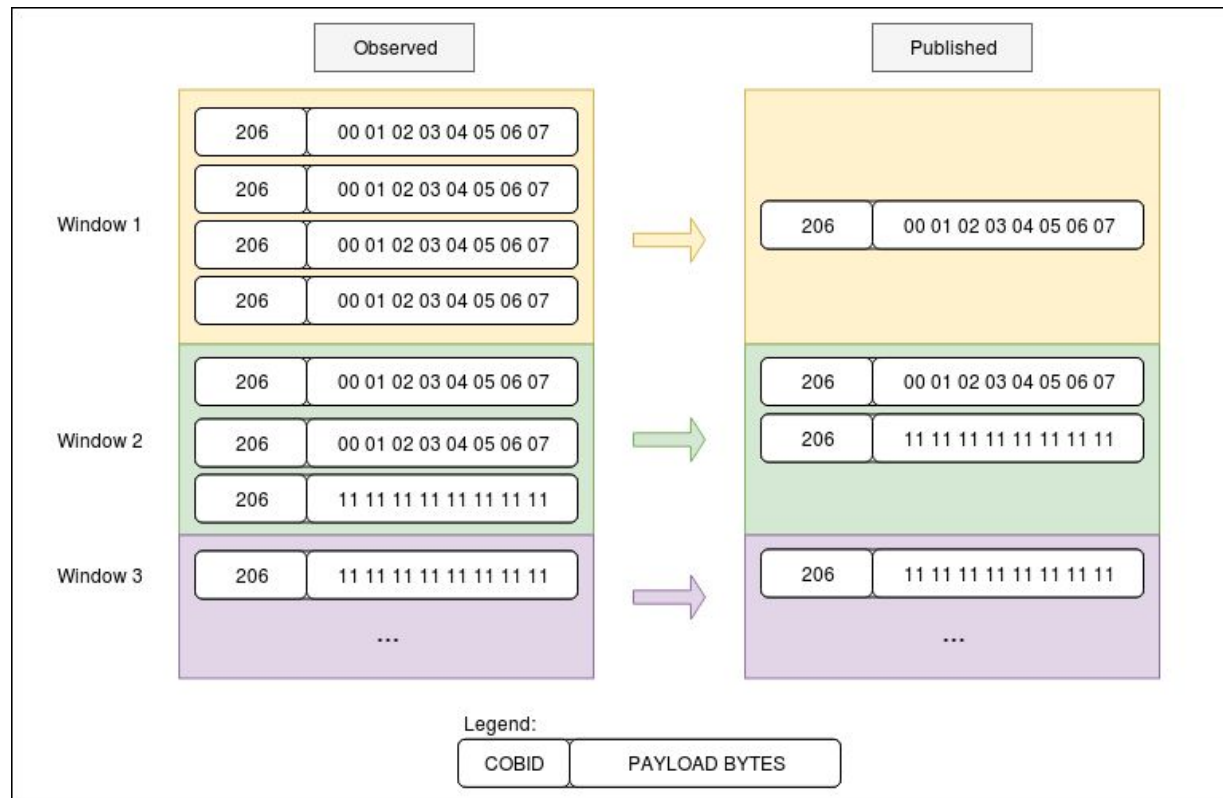 Observed
Published
Window 1
206 00 01 02 03 04 05 06 07
206 00 01 02 03 04 05 06 07
206 00 01 02 03 04 05 06 07
206 00 01 02 03 04 05 06 07
206 00 01 02 03 04 05 06 07
Window 2
206 00 01 02 03 04 05 06 07
206 00 01 02 03 04 05 06 07
206 11 11 11 11 11 11 11 11
206 00 01 02 03 04 05 06 07
206 11 11 11 11 11 11 11 11
Window 3
206 11 11 11 11 11 11 11 11
...
206 11 11 11 11 11 11 11 11
...
Legend:
COBID PAYLOAD BYTES